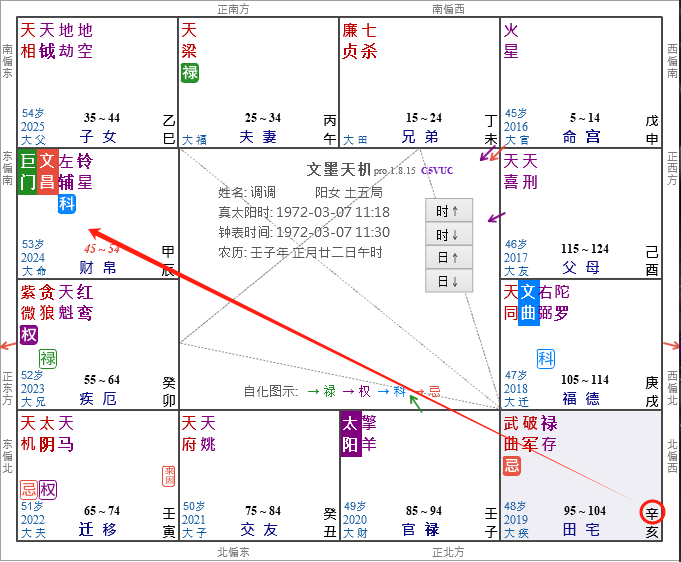 正南方
南偏西
南偏东
天天地地
相钺劫空
54岁
2025
大父
35～44
子女
乙
巳
天
梁
禄
大福
25～34
夫妻
丙
午
廉七
贞杀
大田
15～24
兄弟
丁
未
火
星
45岁
2016
大官
5～14
命宫
戊
申
西偏南
东偏南
巨文左铃
门昌辅星
科
53岁
2024
大命
45～54
财帛
甲
辰
文墨天机pro.1.8.15 C5VUC
姓名: 调调 阳女 土五局
真太阳时: 1972-03-07 11:18
钟表时间: 1972-03-07 11:30
农历: 壬子年 正月廿二日午时
时↑
时↓
日↑
日↓
自化图示: →禄 →权 →科 →忌
天天
喜刑
46岁
2017
大友
115～124
父母
己
酉
正西方
正东方
紫贪天红
微狼魁鸾
权
禄
52岁
2023
大兄
55～64
疾厄
癸
卯
天文右陀
同曲弼罗
科
47岁
2018
大迁
105～114
福德
庚
戌
西偏北
东偏北
天太天
机阴马
忌权
来因
51岁
2022
大夫
65～74
迁移
壬
寅
天天
府姚
50岁
2021
大子
75～84
交友
癸
丑
太擎
阳羊
49岁
2020
大财
85～94
官禄
壬
子
武破禄
曲军存
忌
48岁
2019
大疾
95～104
田宅
辛
亥
北偏西
北偏东
正北方